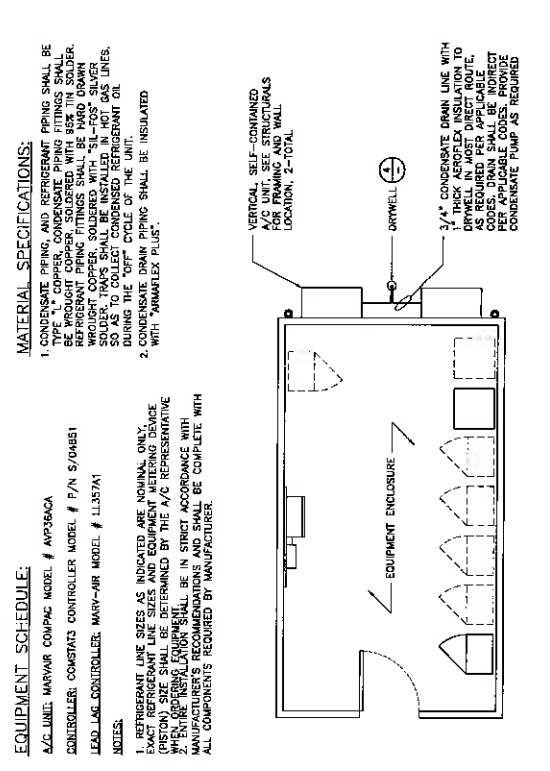 EQUIPMENT SCHEDULE:
A/C UNIT: MARVAIR COMPAC MODEL # AVP36ACA
CONTROLLER: COMSTAT3 CONTROLLER MODEL # P/N S/04851
LEAD LAG CONTROLLER: MARV-AIR MODEL # LL357A1
NOTES:
1. REFRIGERANT LINE SIZES AS INDICATED ARE NOMINAL ONLY,
EXACT REFRIGERANT LINE SIZES AND EQUIPMENT METERING DEVICE
(PISTON) SIZE SHALL BE DETERMINED BY THE A/C REPRESENTATIVE
WHEN ORDERING EQUIPMENT.
2. ENTIRE INSTALLATION SHALL BE IN STRICT ACCORDANCE WITH
MANUFACTURER'S RECOMMENDATIONS AND SHALL BE COMPLETE WITH
ALL COMPONENTS REQUIRED BY MANUFACTURER.
MATERIAL SPECIFICATIONS:
1. CONDENSATE PIPING, AND REFRIGERANT PIPING SHALL BE
TYPE "L" COPPER, CONDENSATE PIPING FITTINGS SHALL
BE WROUGHT COPPER, SOLDERED WITH 95% TIN SOLDER.
REFRIGERANT PIPING FITTINGS SHALL BE HARD DRAWN
WROUGHT COPPER, SOLDERED WITH "SIL-FOS" SILVER
SOLDER, TRAPS SHALL BE INSTALLED IN HOT GAS LINES,
SO AS TO COLLECT CONDENSED REFRIGERANT OIL
DURING THE "OFF" CYCLE OF THE UNIT.
2. CONDENSATE DRAIN PIPING SHALL BE INSULATED
WITH "ARMAFLEX PLUS".
VERTICAL, SELF-CONTAINED
A/C UNIT, SEE STRUCTURALS
FOR FRAMING AND WALL
LOCATION, 2-TOTAL
DRYWELL
4
3/4" CONDENSATE DRAIN LINE WITH
1" THICK AEROFLEX INSULATION TO
DRYWELL IN MOST DIRECT ROUTE,
AS REQUIRED PER APPLICABLE
CODES. DRAIN SHALL BE INDIRECT
PER APPLICABLE CODES. PROVIDE
CONDENSATE PUMP AS REQUIRED
EQUIPMENT ENCLOSURE